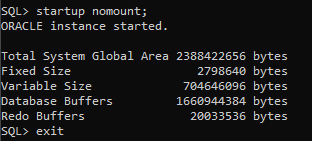 SQL> startup nomount;
ORACLE instance started.

Total System Global Area 2388422656 bytes
Fixed Size                  2798640 bytes
Variable Size             704646096 bytes
Database Buffers         1660944384 bytes
Redo Buffers               20033536 bytes
SQL> exit